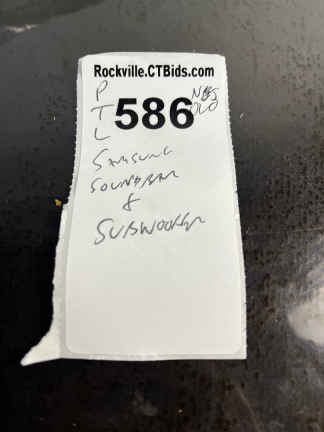 Rockville.CTBids.com
P
T
L
586
SAMSUNG
SOUNDBAR
&
SUBWOOFER